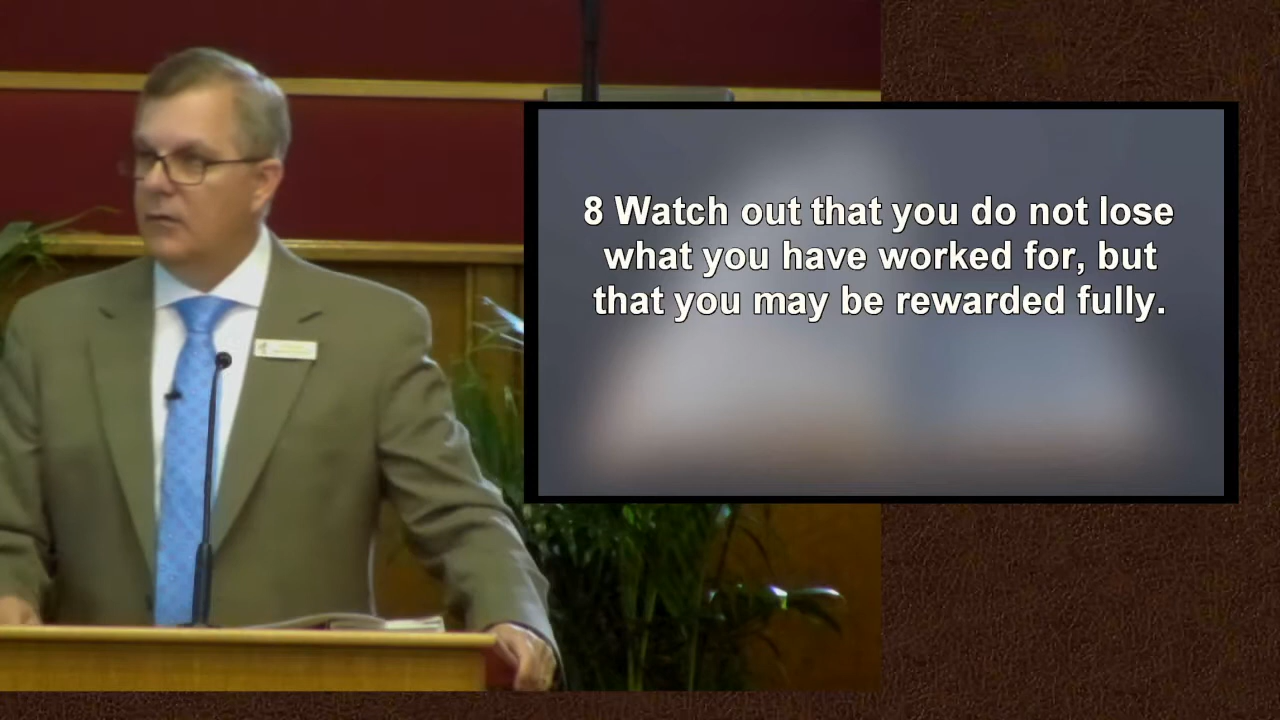 8 Watch out that you do not lose
what you have worked for, but
that you may be rewarded fully.